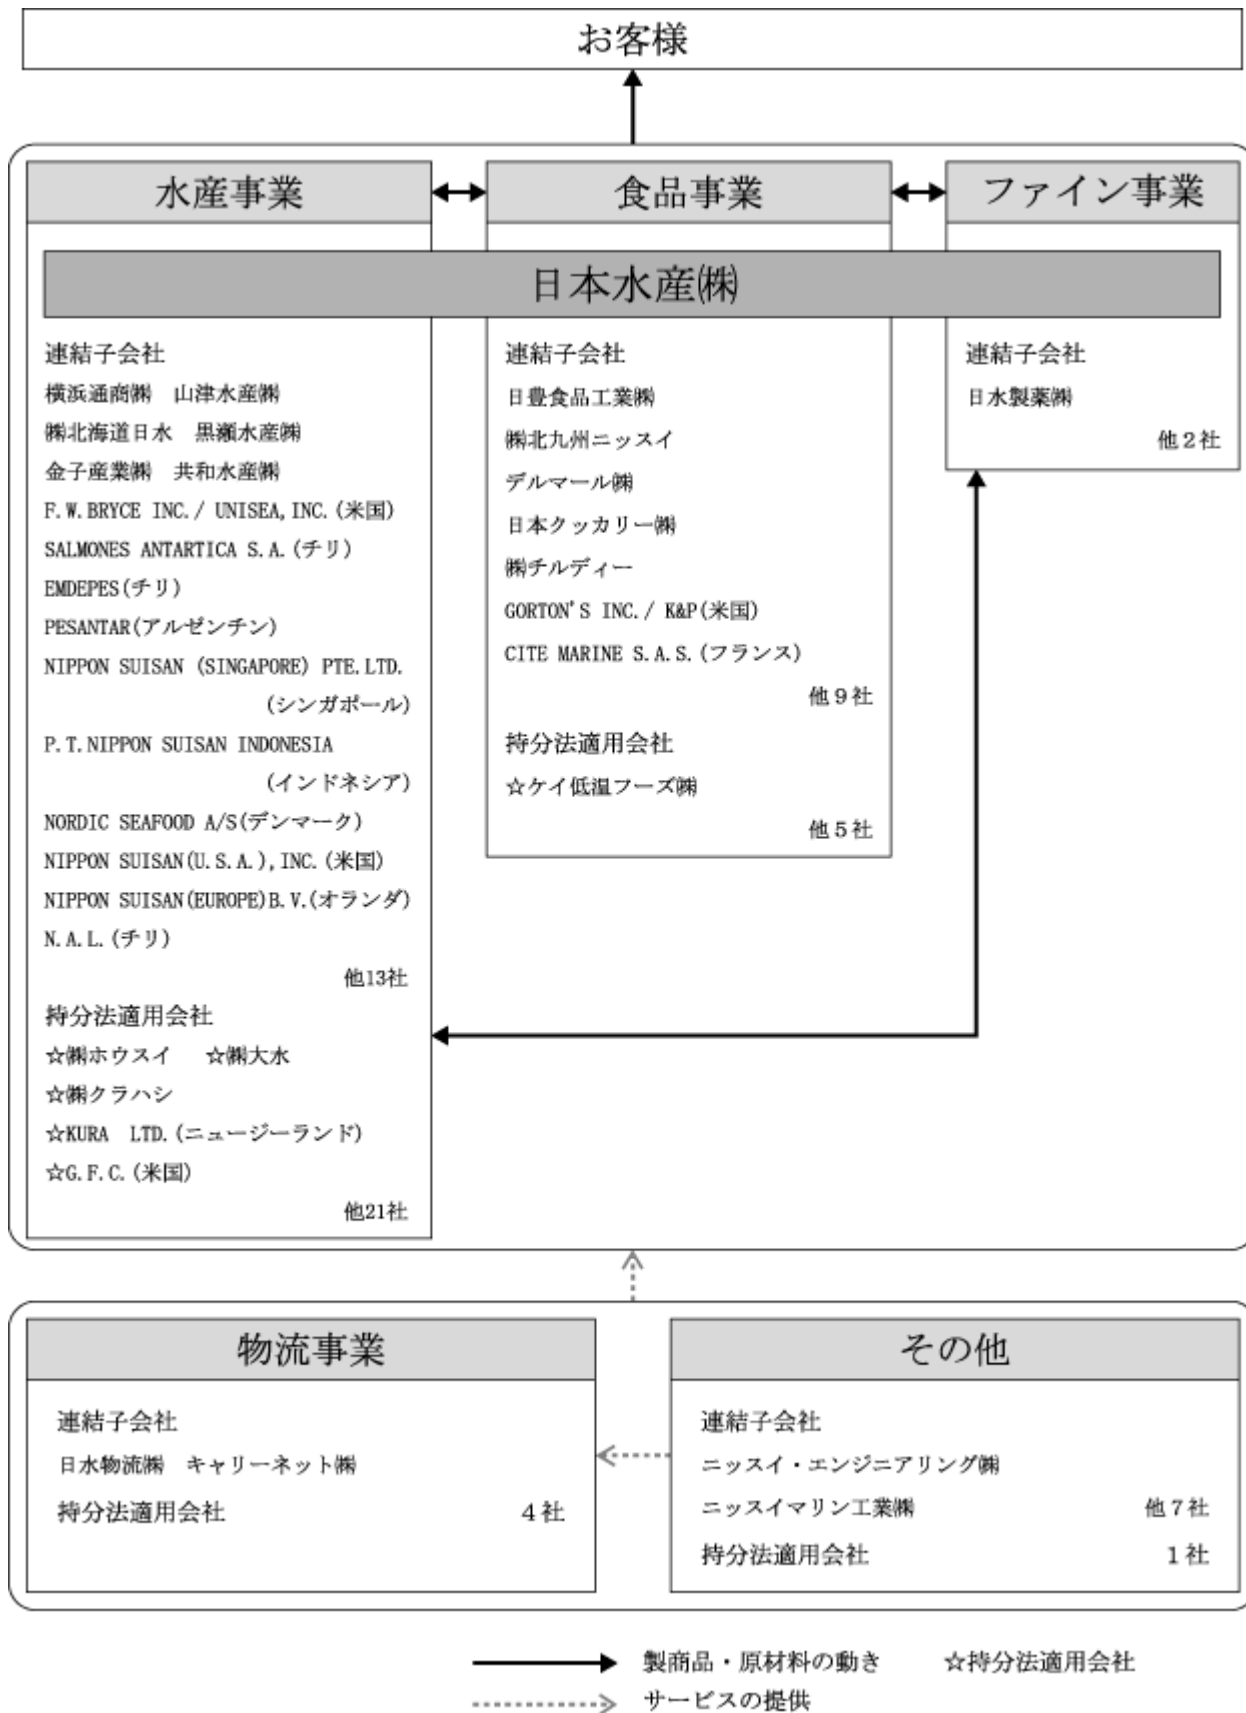 お客様
水産事業
食品事業
ファイン事業
日本水産㈱
連結子会社
横浜通商㈱　山津水産㈱
㈱北海道日水　黒瀬水産㈱
金子産業㈱　共和水産㈱
F.W.BRYCE INC./ UNISEA,INC.(米国)
SALMONES ANTARTICA S.A.(チリ)
EMDEPES(チリ)
PESANTAR(アルゼンチン)
NIPPON SUISAN (SINGAPORE) PTE.LTD.
(シンガポール)
P.T.NIPPON SUISAN INDONESIA
(インドネシア)
NORDIC SEAFOOD A/S(デンマーク)
NIPPON SUISAN(U.S.A.),INC.(米国)
NIPPON SUISAN(EUROPE)B.V.(オランダ)
N.A.L.(チリ)
他13社
持分法適用会社
☆㈱ホウスイ　☆㈱大水
☆㈱クラハシ
☆KURA　LTD.(ニュージーランド)
☆G.F.C.(米国)
他21社
連結子会社
日豊食品工業㈱
㈱北九州ニッスイ
デルマール㈱
日本クッカリー㈱
㈱チルディー
GORTON'S INC./ K&P(米国)
CITE MARINE S.A.S.(フランス)
他９社
持分法適用会社
☆ケイ低温フーズ㈱
他５社
連結子会社
日水製薬㈱
他２社
物流事業
連結子会社
日水物流㈱　キャリーネット㈱
持分法適用会社　４社
その他
連結子会社
ニッスイ・エンジニアリング㈱
ニッスイマリン工業㈱　他７社
持分法適用会社　１社
製商品・原材料の動き　☆持分法適用会社
サービスの提供